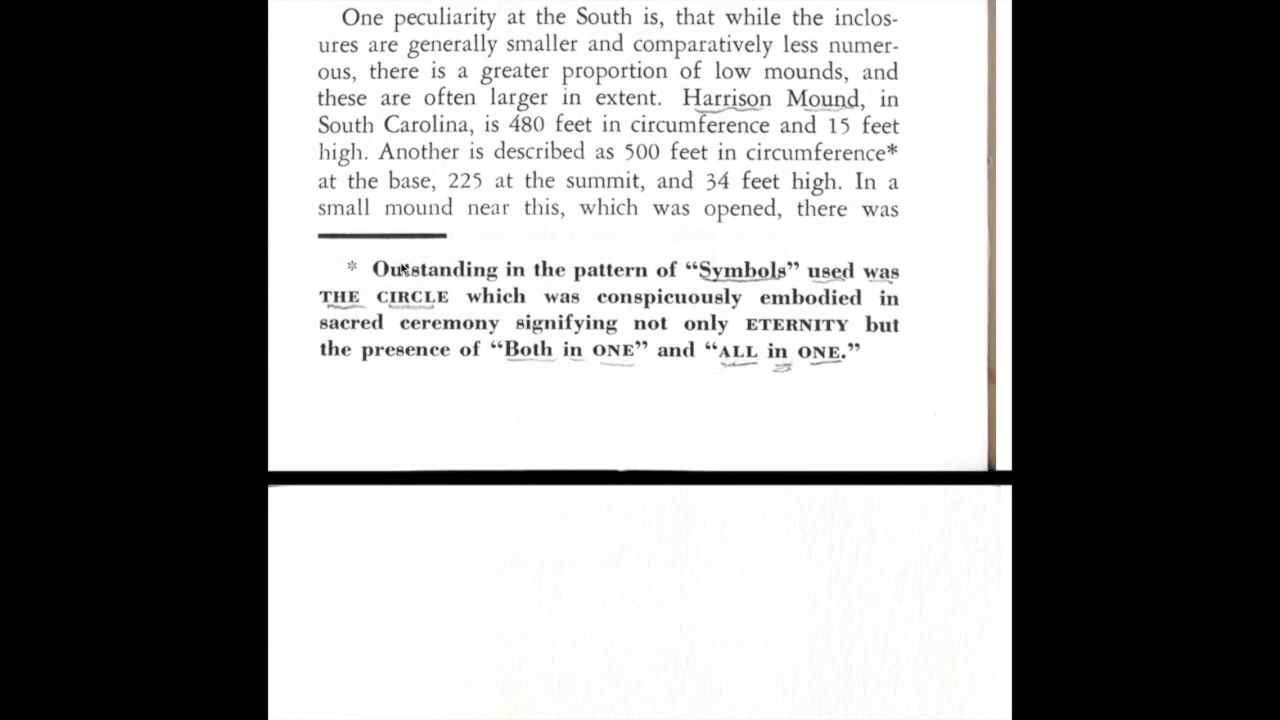 One peculiarity at the South is, that while the inclos-
ures are generally smaller and comparatively less numer-
ous, there is a greater proportion of low mounds, and
these are often larger in extent. Harrison Mound, in
South Carolina, is 480 feet in circumference and 15 feet
high. Another is described as 500 feet in circumference*
at the base, 225 at the summit, and 34 feet high. In a
small mound near this, which was opened, there was
* Outstanding in the pattern of “Symbols” used was
THE CIRCLE which was conspicuously embodied in
sacred ceremony signifying not only ETERNITY but
the presence of “Both in ONE” and “ALL in ONE.”